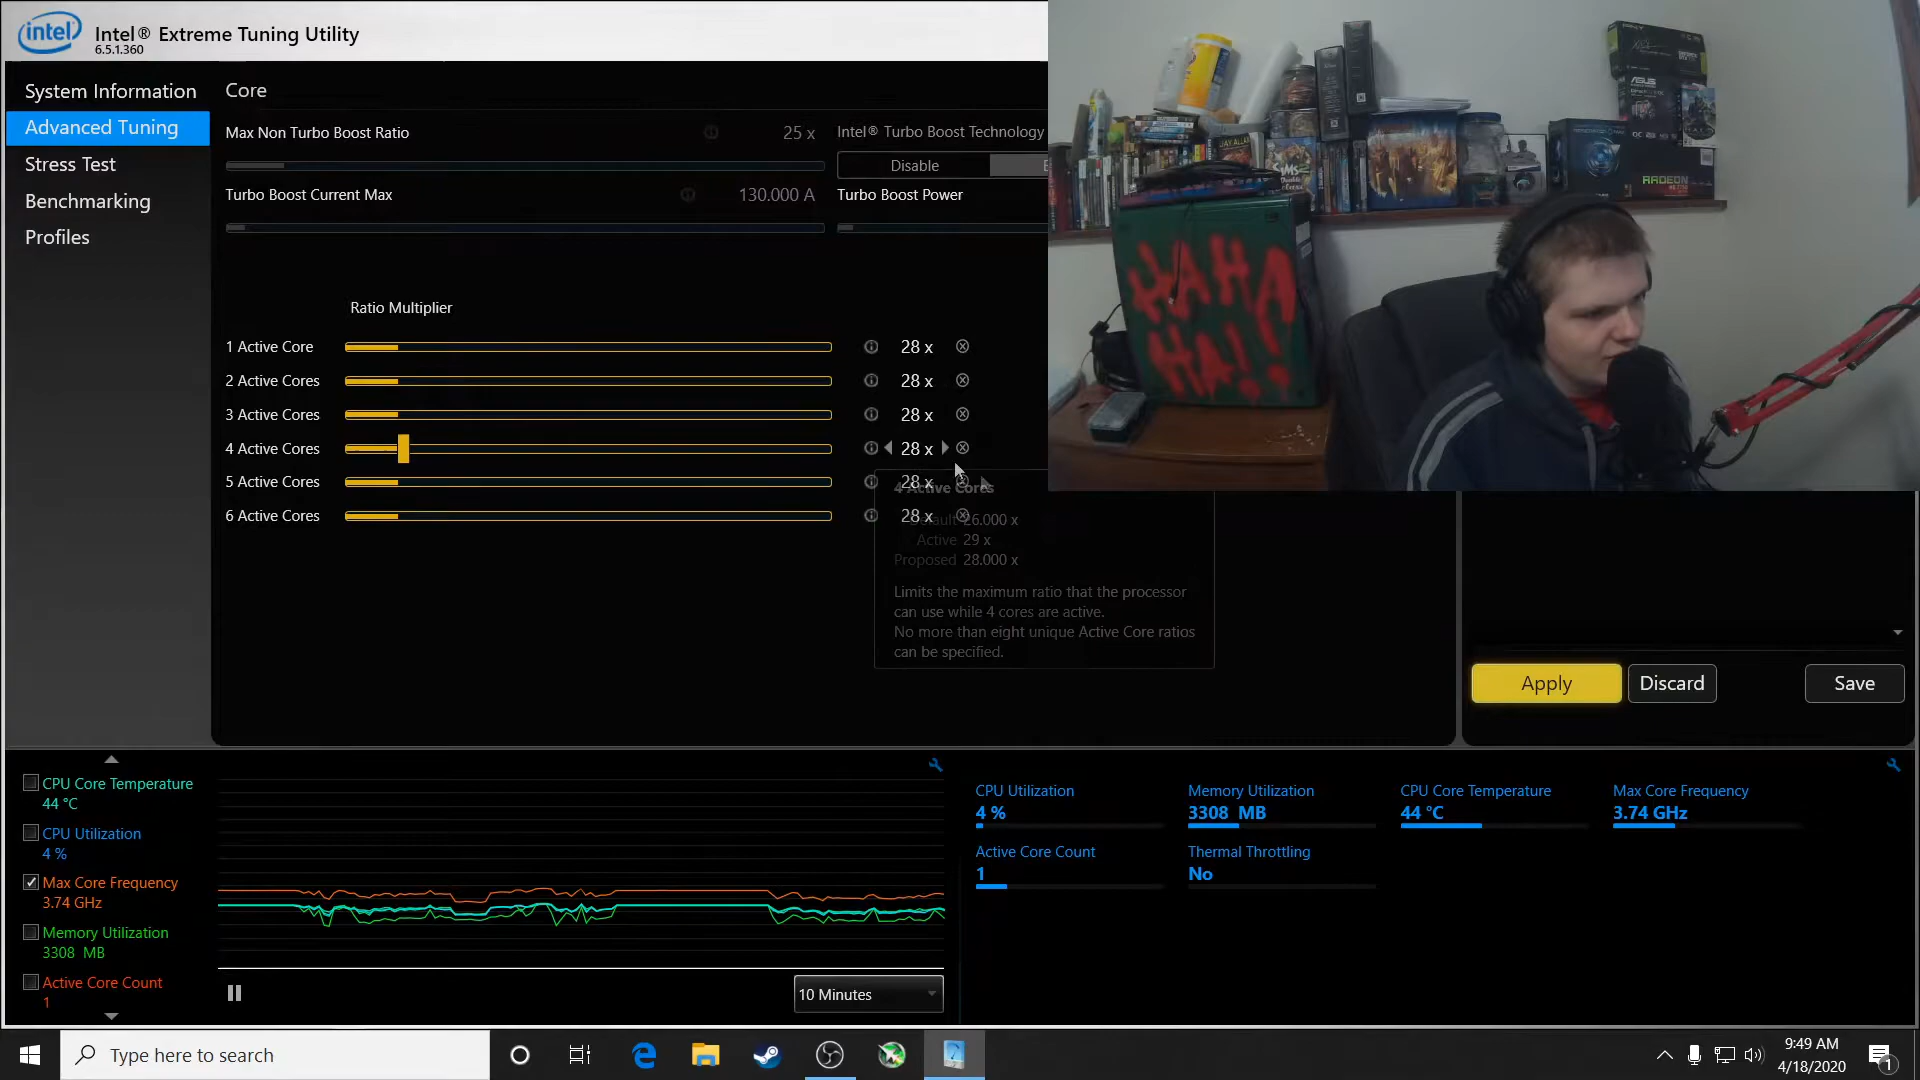 intel
Intel® Extreme Tuning Utility
6.5.1.360
System Information
Advanced Tuning
Stress Test
Benchmarking
Profiles
Core
Max Non Turbo Boost Ratio
25 x
Intel® Turbo Boost Technology
Disable
Turbo Boost Current Max
130.000 A
Turbo Boost Power
Ratio Multiplier
1 Active Core
28 x
2 Active Cores
28 x
3 Active Cores
28 x
4 Active Cores
28 x
5 Active Cores
28 x
6 Active Cores
28 x
4 Active Cores
Default 26.000 x
Active 29 x
Proposed 28.000 x
Limits the maximum ratio that the processor
can use while 4 cores are active.
No more than eight unique Active Core ratios
can be specified.
HAHA
HA!!
ASUS
RADEON
SIMS
Apply
Discard
Save
CPU Core Temperature
44 °C
CPU Utilization
4 %
Max Core Frequency
3.74 GHz
Memory Utilization
3308 MB
Active Core Count
1
10 Minutes
CPU Utilization
4 %
Memory Utilization
3308 MB
CPU Core Temperature
44 °C
Max Core Frequency
3.74 GHz
Active Core Count
1
Thermal Throttling
No
Type here to search
9:49 AM
4/18/2020
1